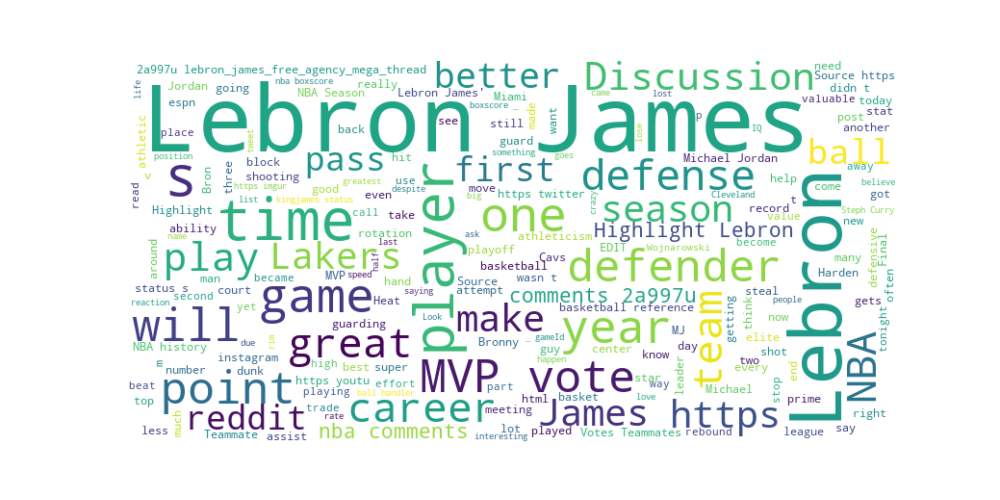 2a997u lebron_james_free_agency_mega_thread
better
Discussion
need
Source https
life
Jordan
going
NBA Season
really
Lebron James'
Miami
boxscore _
nba boxscore
came
lost
didn t
espn
want
made
p
IQ
valuable
today
stat
Lebron James
place
back
see
still
guard
tweet
lose
post
another
athletic
block
pass
hit
first
something
goes
Michael Jordan
ball
shooting
three
https imgur
even
move
defense
help
away
position
<
s
Bron
use
https twitter
t
come
believe
read
list
good
greatest
despite
big
crazy
Cleveland
record
value
Steph Curry
Highlight
kingjames status
call
take
one
season
new
ability
time
rotation
player
athleticism
Highlight Lebron
name
last
ask
playoff
EDIT
Wojnarowski
become
many
Final
around
play
Lakers
hand
Cavs
wasn t
defender
Harden
often
defensive
man
half
basketball
status s
became
MVP
speed
Source
attempt
comments 2a997u
steal
people
gets
second
court
game
Heat
saying
basketball reference
think
now
tonight
yet
guarding
Look
make
year
MJ
getting
reaction
will
due
rim
Bronny _
gameId
team
day
elite
NBA
NBA history
great
happen
guy
center
know
two
shot
m
instagram
high
best
super
MVP vote
star
leader
every
end
number
dunk
https youtu
effort
part
way
Michael
stop
prime
Lebron
beat
point
playing
ball handler
html
basket
love
right
top
reddit
trade
career
meeting
James https
league
say
much
rate
less
Teammate
assist
nba comments
lot
interesting
played
Votes Teammates
rebound